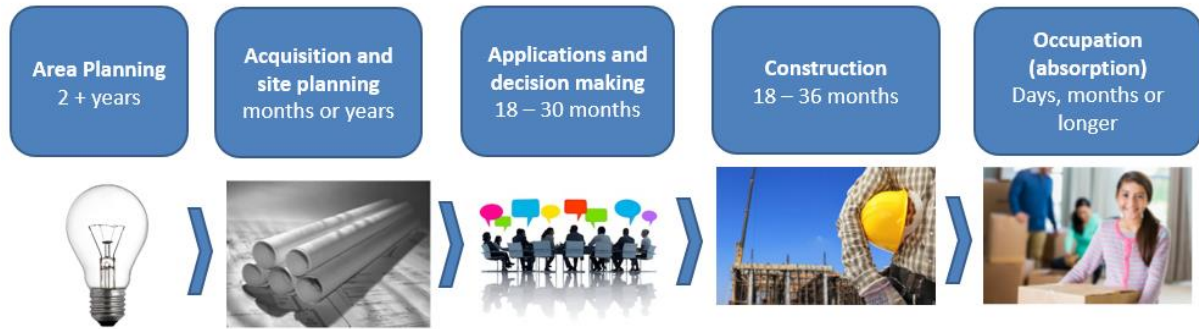 Area Planning
2 + years
Acquisition and
site planning
months or years
Applications and
decision making
18 – 30 months
Construction
18 – 36 months
Occupation
(absorption)
Days, months or
longer